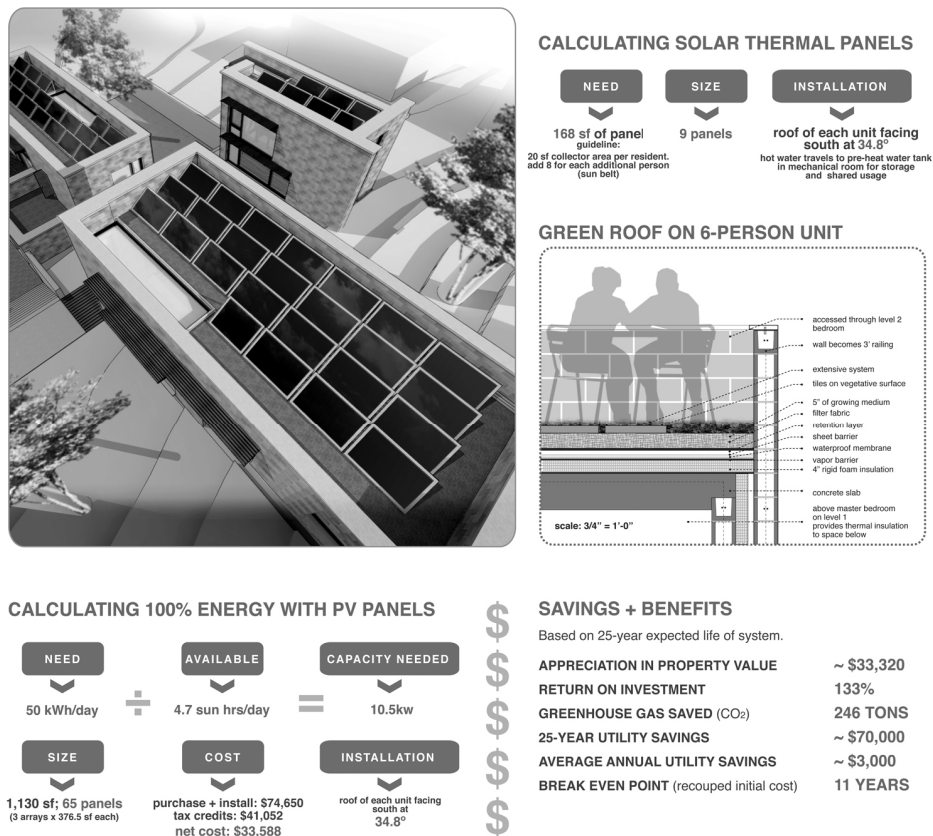 CALCULATING SOLAR THERMAL PANELS
NEED
SIZE
INSTALLATION
168 sf of panel
guideline:
20 sf collector area per resident.
add 8 for each additional person
(sun belt)
9 panels
roof of each unit facing
south at 34.8°
hot water travels to pre-heat water tank
in mechanical room for storage
and shared usage
GREEN ROOF ON 6-PERSON UNIT
accessed through level 2
bedroom
wall becomes 3' railing
extensive system
tiles on vegetative surface
5" of growing medium
filter fabric
retention layer
sheet barrier
waterproof membrane
vapor barrier
4" rigid foam insulation
concrete slab
above master bedroom
on level 1
provides thermal insulation
to space below
scale: 3/4" = 1'-0"
CALCULATING 100% ENERGY WITH PV PANELS
NEED
AVAILABLE
CAPACITY NEEDED
50 kWh/day
÷
4.7 sun hrs/day
=
10.5kw
SIZE
COST
INSTALLATION
1,130 sf; 65 panels
(3 arrays x 376.5 sf each)
purchase + install: $74,650
tax credits: $41,052
net cost: $33.588
roof of each unit facing
south at
34.8°
$
$
$
$
$
SAVINGS + BENEFITS
Based on 25-year expected life of system.
APPRECIATION IN PROPERTY VALUE ~ $33,320
RETURN ON INVESTMENT 133%
GREENHOUSE GAS SAVED (CO₂) 246 TONS
25-YEAR UTILITY SAVINGS ~ $70,000
AVERAGE ANNUAL UTILITY SAVINGS ~ $3,000
BREAK EVEN POINT (recouped initial cost) 11 YEARS